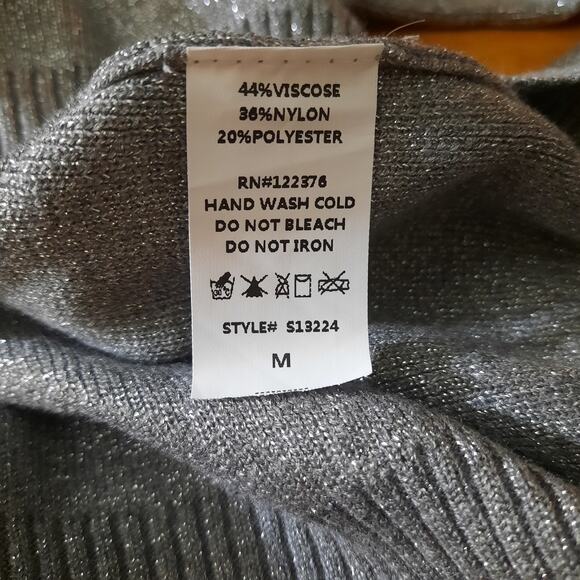 44%VISCOSE
36%NYLON
20%POLYESTER
RN#122376
HAND WASH COLD
DO NOT BLEACH
DO NOT IRON
30°C
STYLE# S13224
M